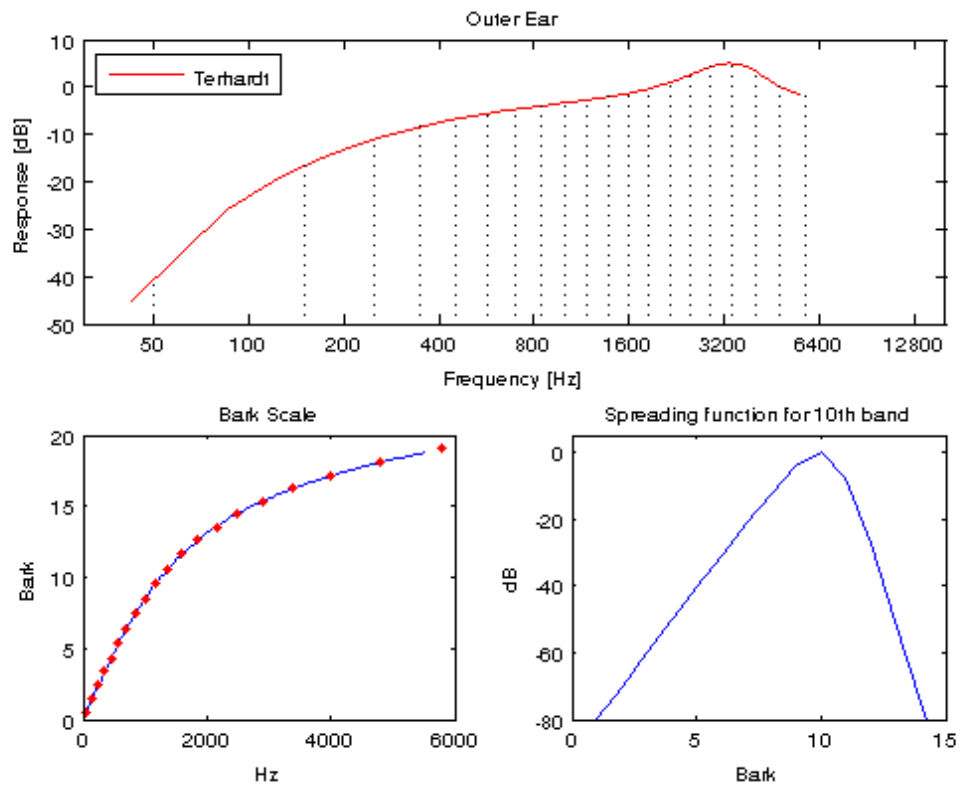 Outer Ear
10
0
-10
-20
-30
-40
-50
Response [dB]
Terhardt
50 100 200 400 800 1600 3200 6400 12800
Frequency [Hz]
Bark Scale
20
15
10
5
0
Bark
0 2000 4000 6000
Hz
Spreading function for 10th band
0
-20
-40
-60
-80
dB
0 5 10 15
Bark